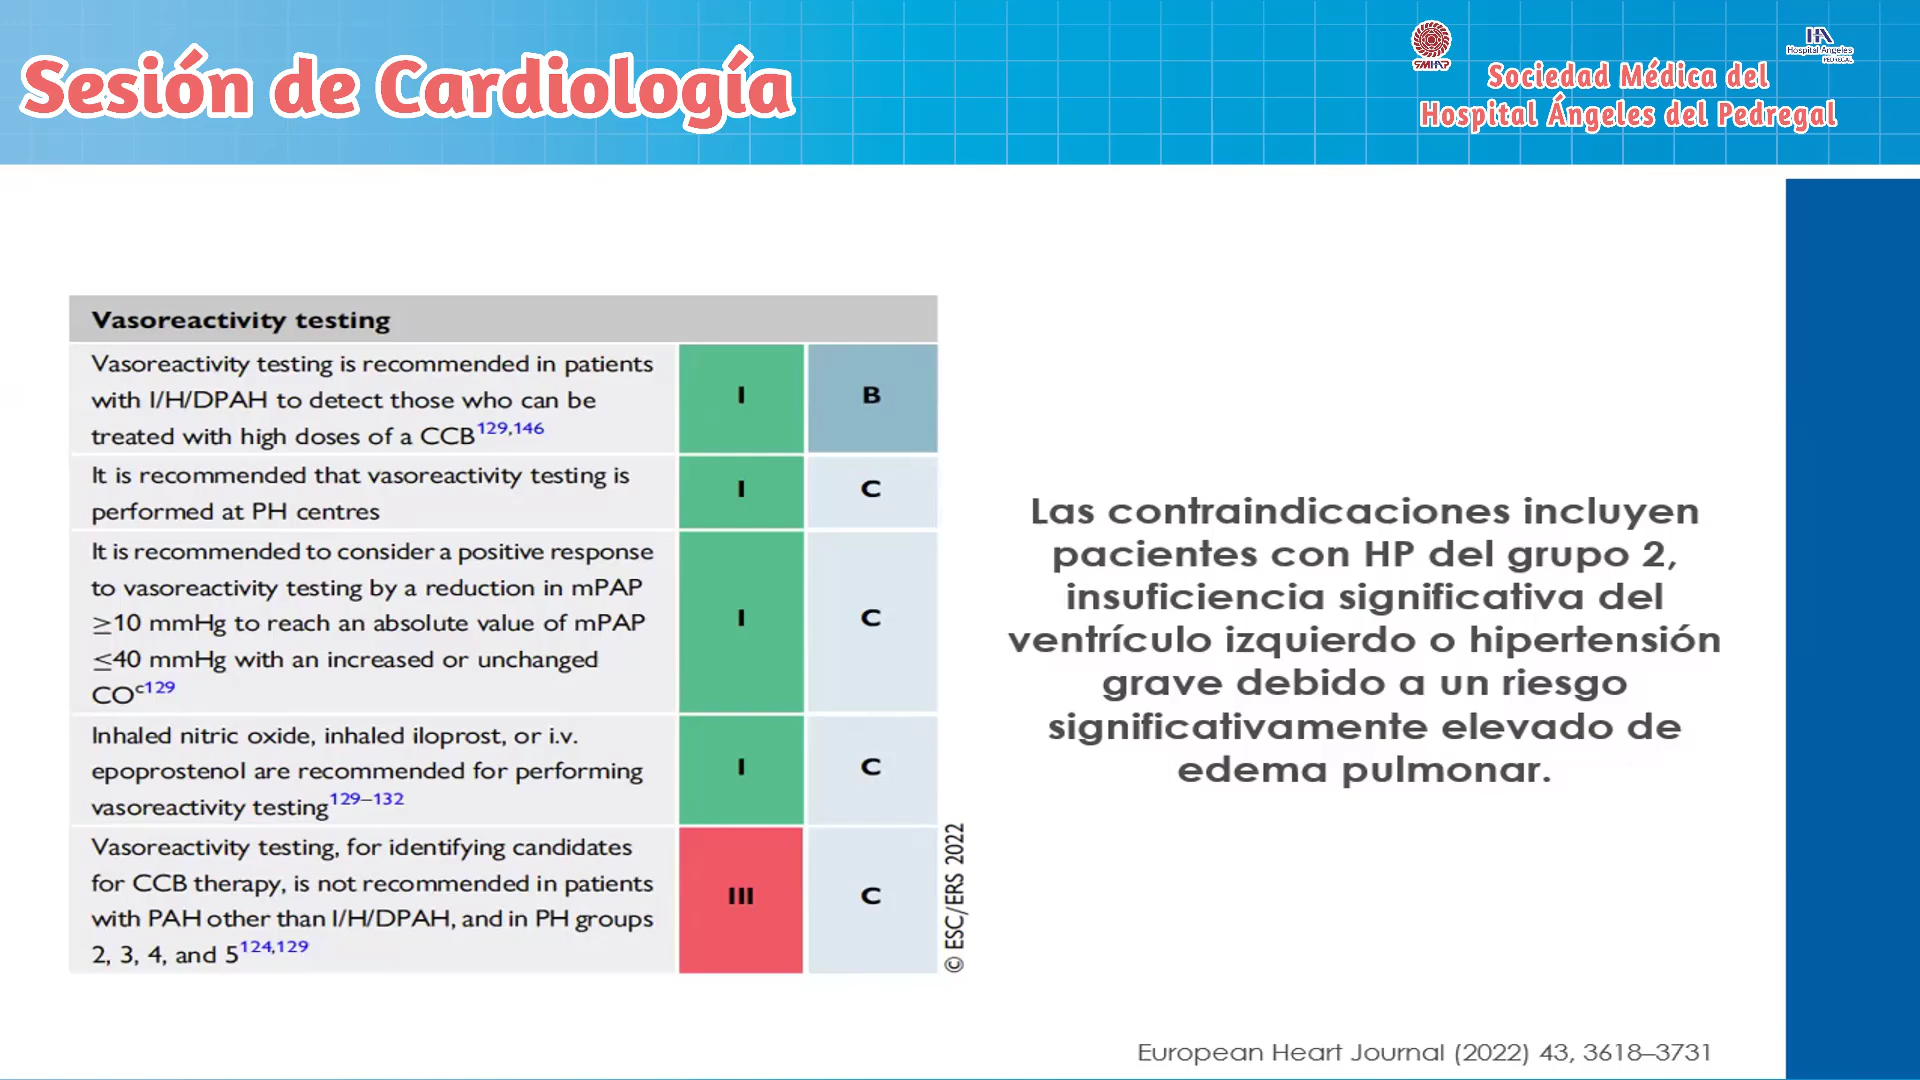 Sesión de Cardiología
SMHAP
Hospital Angeles
PEDREGAL
Sociedad Médica del
Hospital Ángeles del Pedregal
Vasoreactivity testing
Vasoreactivity testing is recommended in patients
with I/H/DPAH to detect those who can be
treated with high doses of a CCB129,146
I
B
It is recommended that vasoreactivity testing is
performed at PH centres
I
C
It is recommended to consider a positive response
to vasoreactivity testing by a reduction in mPAP
≥10 mmHg to reach an absolute value of mPAP
≤40 mmHg with an increased or unchanged
COc129
I
C
Inhaled nitric oxide, inhaled iloprost, or i.v.
epoprostenol are recommended for performing
vasoreactivity testing129–132
I
C
Vasoreactivity testing, for identifying candidates
for CCB therapy, is not recommended in patients
with PAH other than I/H/DPAH, and in PH groups
2, 3, 4, and 5124,129
III
C
© ESC/ERS 2022
Las contraindicaciones incluyen
pacientes con HP del grupo 2,
insuficiencia significativa del
ventrículo izquierdo o hipertensión
grave debido a un riesgo
significativamente elevado de
edema pulmonar.
European Heart Journal (2022) 43, 3618–3731